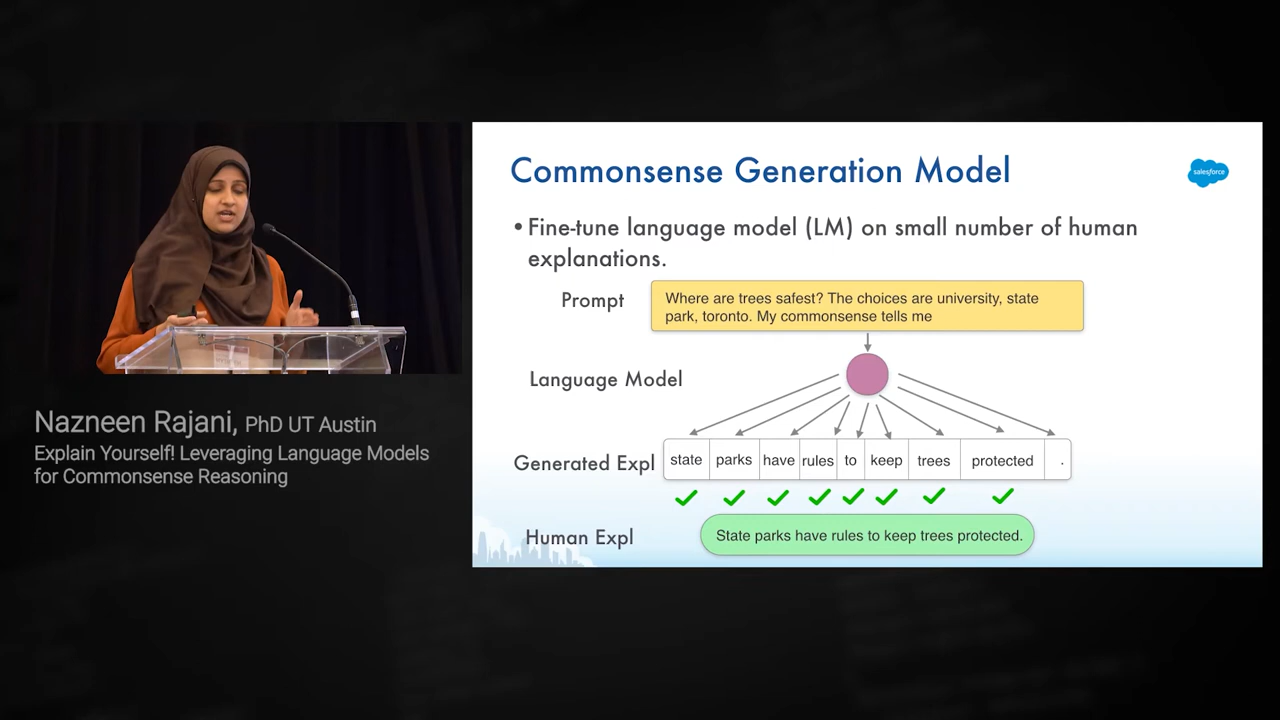 Commonsense Generation Model
salesforce
•Fine-tune language model (LM) on small number of human
explanations.
Prompt
Where are trees safest? The choices are university, state
park, toronto. My commonsense tells me
Language Model
Generated Expl
state parks have rules to keep trees protected .
Human Expl
State parks have rules to keep trees protected.
Nazneen Rajani, PhD UT Austin
Explain Yourself! Leveraging Language Models
for Commonsense Reasoning